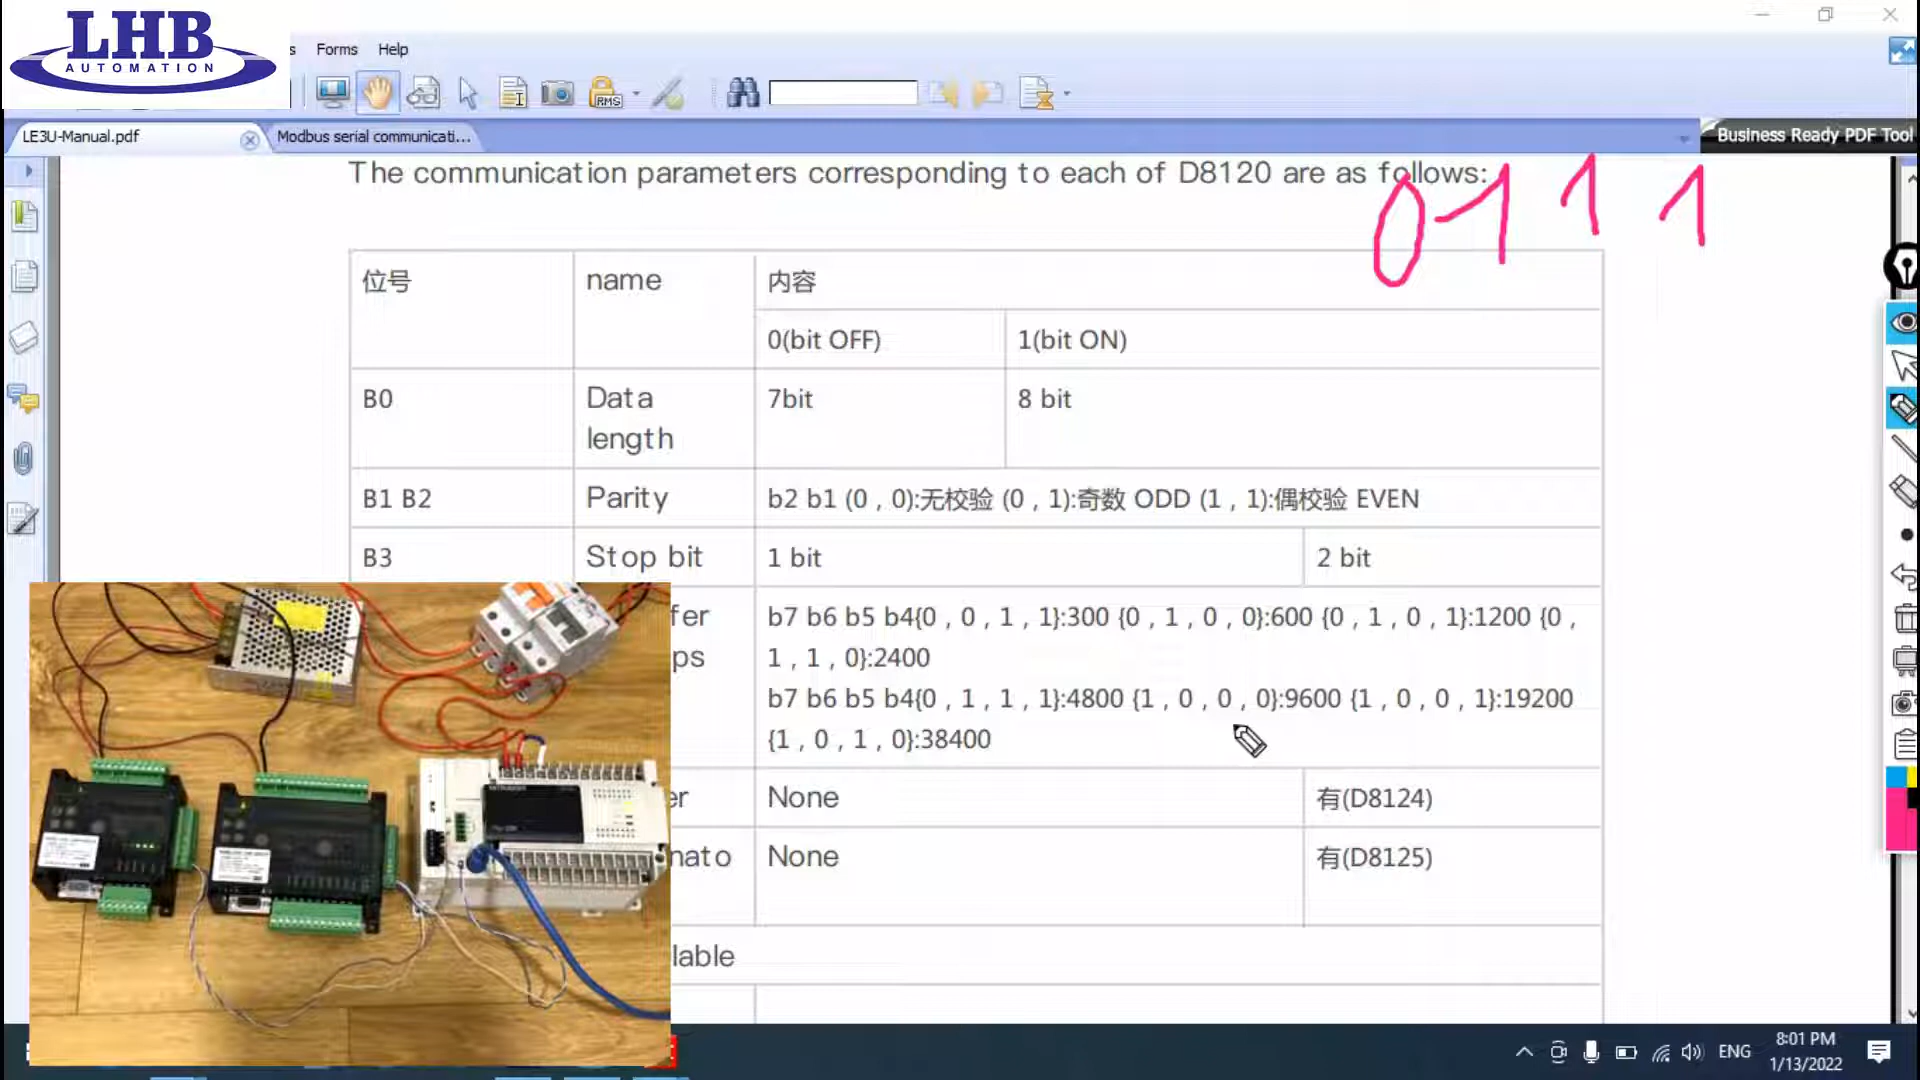 LHB
AUTOMATION
s Forms Help
RMS
LE3U-Manual.pdf
Modbus serial communicati...
Business Ready PDF Tool
The communication parameters corresponding to each of D8120 are as follows:
0 1 1 1
位号 name 内容
0(bit OFF) 1(bit ON)
B0 Data length 7bit 8 bit
B1 B2 Parity b2 b1 (0 , 0):无校验 (0 , 1):奇数 ODD (1 , 1):偶校验 EVEN
B3 Stop bit 1 bit 2 bit
fer b7 b6 b5 b4{0 , 0 , 1 , 1}:300 {0 , 1 , 0 , 0}:600 {0 , 1 , 0 , 1}:1200 {0 ,
ps 1 , 1 , 0}:2400
b7 b6 b5 b4{0 , 1 , 1 , 1}:4800 {1 , 0 , 0 , 0}:9600 {1 , 0 , 0 , 1}:19200
{1 , 0 , 1 , 0}:38400
er None 有(D8124)
nato None 有(D8125)
lable
ENG
8:01 PM
1/13/2022